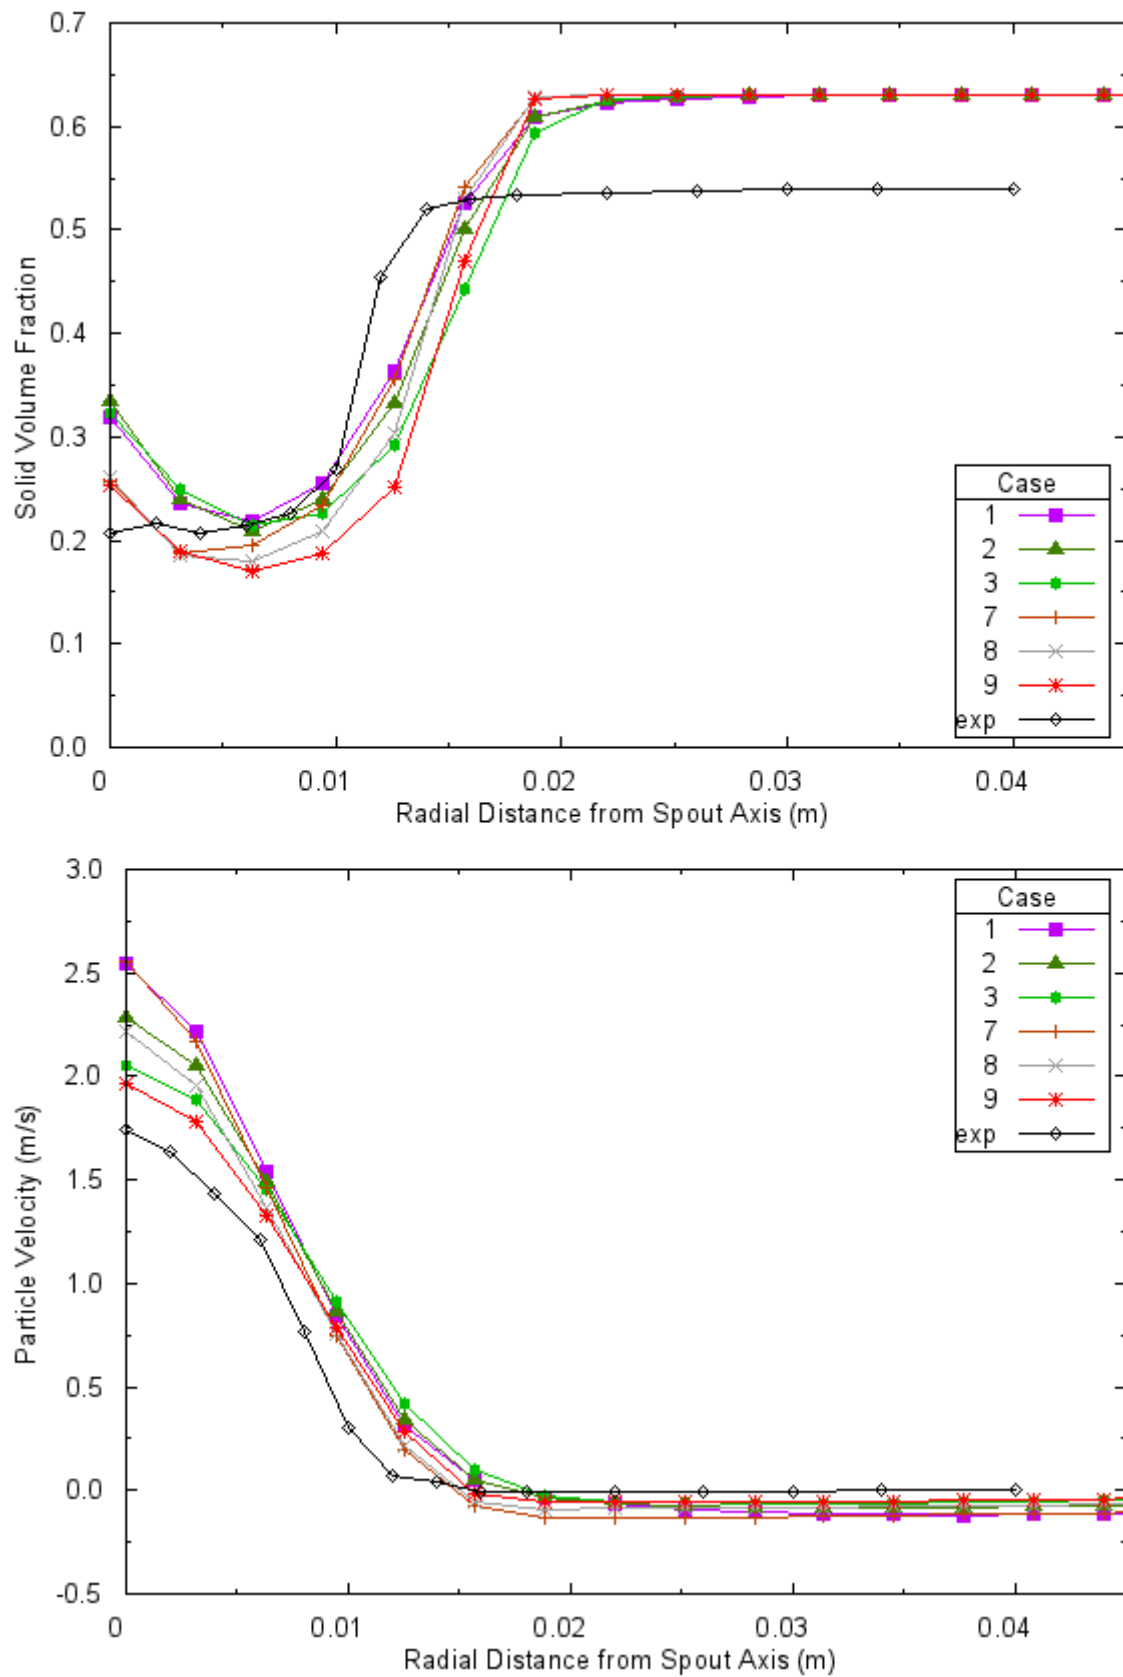 0.7
0.6
0.5
0.4
0.3
0.2
0.1
0.0
Solid Volume Fraction
Case
1
2
3
7
8
9
exp
0 0.01 0.02 0.03 0.04
Radial Distance from Spout Axis (m)
3.0
2.5
2.0
1.5
1.0
0.5
0.0
-0.5
Particle Velocity (m/s)
Case
1
2
3
7
8
9
exp
0 0.01 0.02 0.03 0.04
Radial Distance from Spout Axis (m)